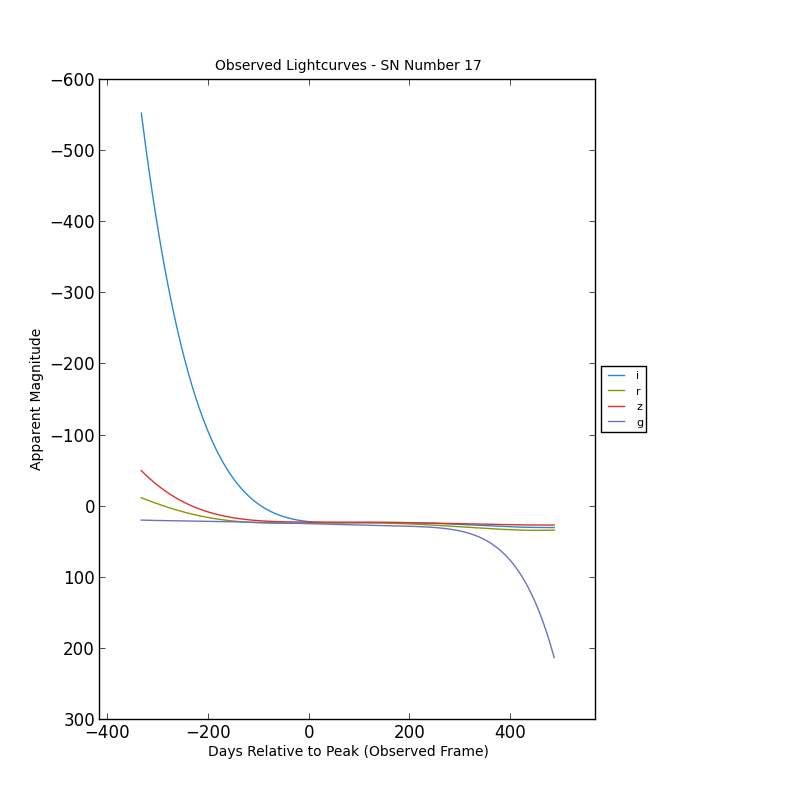 Observed Lightcurves - SN Number 17
−600
−500
−400
−300
−200
−100
0
100
200
300
Apparent Magnitude
−400 −200 0 200 400
Days Relative to Peak (Observed Frame)
i
r
z
g